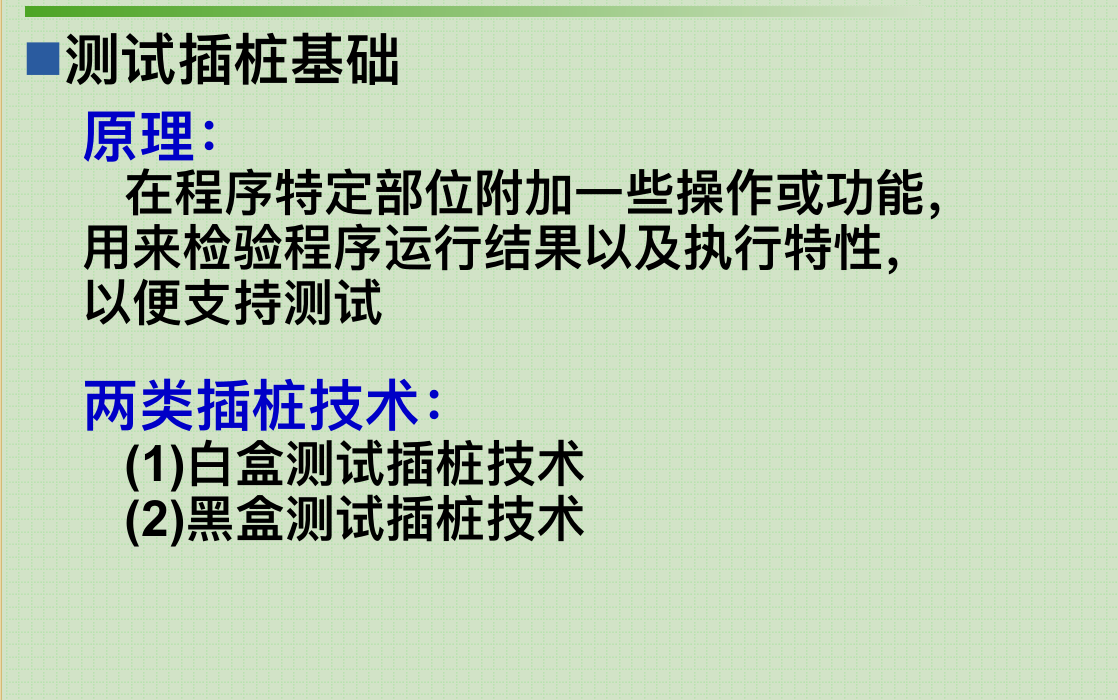 测试插桩基础
原理：
在程序特定部位附加一些操作或功能，
用来检验程序运行结果以及执行特性，
以便支持测试
两类插桩技术：
(1)白盒测试插桩技术
(2)黑盒测试插桩技术